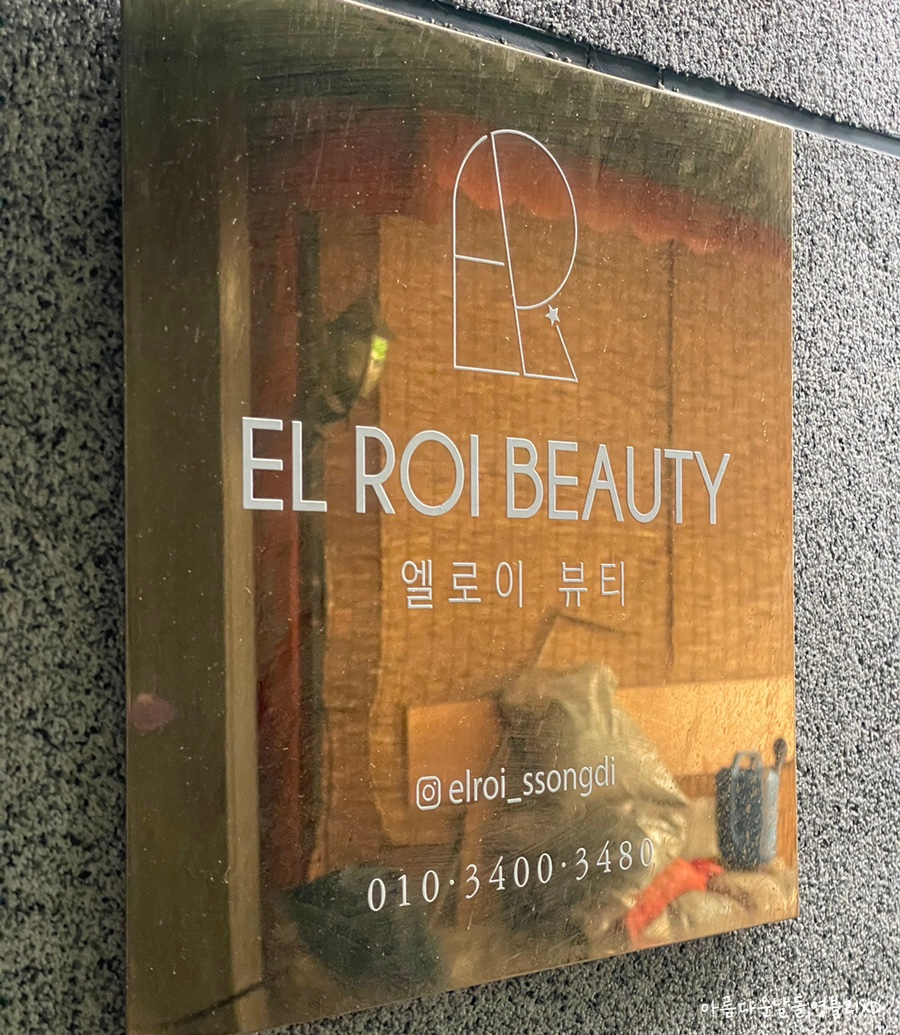 EL ROI BEAUTY
엘로이 뷰티
elroi_ssongdi
010·3400·3480